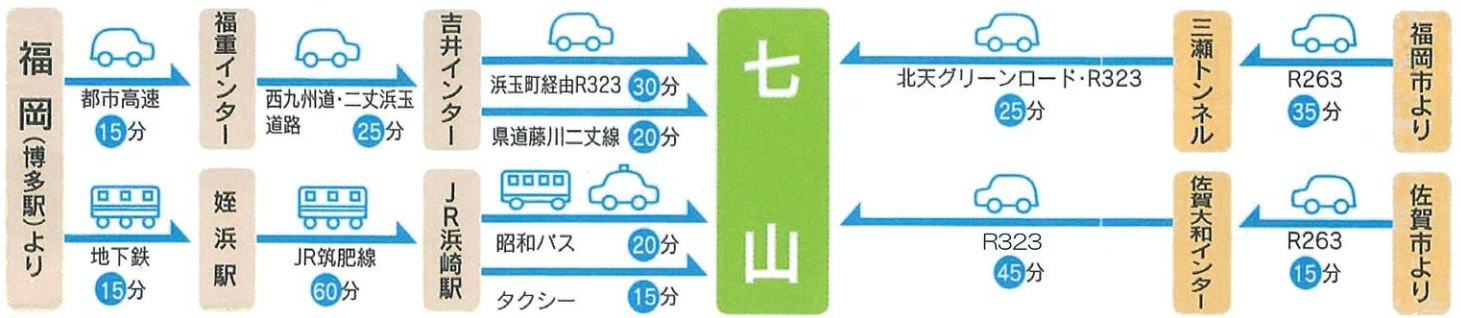 福岡(博多駅)より
都市高速
15分
福重インター
西九州道・二丈浜玉
道路
25分
吉井インター
浜玉町経由R323 30分
県道藤川二丈線 20分
地下鉄
15分
姪浜駅
JR筑肥線
60分
JR浜崎駅
昭和バス 20分
タクシー 15分
七山
北天グリーンロード・R323
25分
三瀬トンネル
R263
35分
福岡市より
R323
45分
佐賀大和インター
R263
15分
佐賀市より